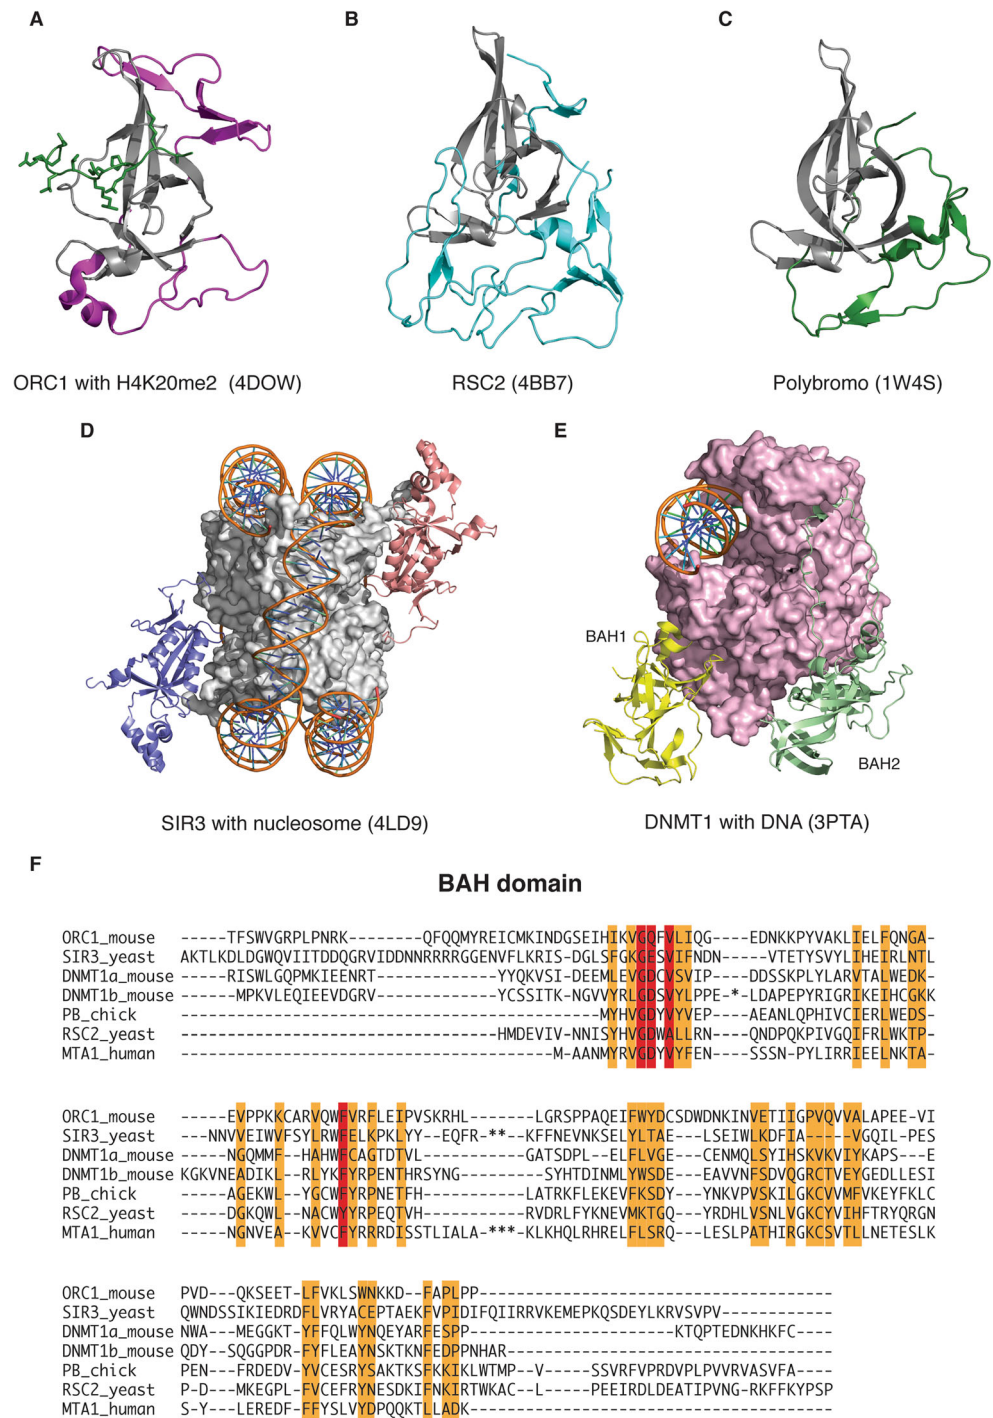 A
B
C
ORC1 with H4K20me2 (4DOW)
RSC2 (4BB7)
Polybromo (1W4S)
D
E
BAH1
BAH2
SIR3 with nucleosome (4LD9)
DNMT1 with DNA (3PTA)
F
BAH domain
ORC1_mouse -----TFSWVGRPLPNRK--------QFQQMYREICMKINDGSEIHIKVGQFVLIQG----EDNKKPYVAKLIELFQNGA-
SIR3_yeast AKTLKDLDGWQVIITDDQGRVIDDNNRRRRGGENVFLKRIS-DGLSFGKGESVIFNDN---VTETYSVYLIHEIRLNTL
DNMT1a_mouse -----RISWLGQPMKIEENRT------------YYQKVSI-DEEMLEVGDCVSVIP---DDSSKPLYLARVTALWEDK-
DNMT1b_mouse ------MPKVLEQIEEVDGRV------------YCSSITK-NGVVYRLGDSVYLPPE-*-LDAPEPYRIGRIKEIHCGKK
PB_chick ---------------------------------------------MYHVGDYVYVEP----AEANLQPHIVCIERLWEDS-
RSC2_yeast ----------------------------------HMDEVIV-NNISYHVGDWALLRN----QNDPQKPIVGQIFRLWKTP-
MTA1_human ----------------------------------------M-AANMYRVGDYVYFEN----SSSN-PYLIRRIEELNKTA-
ORC1_mouse -----EVPPKKCARVQWFVRFLEIPVSKRHL-------LGRSPPAQEIFWYDCSDWDNKINVETIIGPVQVVALAPEE-VI
SIR3_yeast ---NNVVEIWVFSYLRWFELKPKLYY--EQFR-**--KFFNEVNKSELYLTAE---LSEIWLKDFIA----VGQIL-PES
DNMT1a_mouse -----NGQMMF--HAHWFCAGTDTVL------------GATSDPL-ELFLVGE---CENMQLSYIHSKVKVIYKAPS---E
DNMT1b_mouse KGKVNEADIKL--RLYKFYRPENTHRSYNG--------SYHTDINMLYWSDE---EAVVNFSDVQGRCTVEYGEDLLESI
PB_chick -----AGEKWL--YGCWFYRPNETFH------------LATRKFLEKEVFKSDY---YNKVPVSKILGKCVVMFVKEYFKLC
RSC2_yeast -----DGKQWL--NACWYYRPEQTVH------------RVDRLFYKNEVMKTGQ---YRDHLVSNLVGKCYVIHFTRYQRGN
MTA1_human -----NGNVEA--KVVCFYRRRDISSTLIALA-***-KLKHQLRHRELFLSRQ---LESLPATHIRGKCSVTLLNETESLK
ORC1_mouse PVD---QKSEET-LFVKLSWNKKD--FAPLPP------------------------------
SIR3_yeast QWNDSSIKIEDRDFLVRYACEPTAEKFVPIDIFQIIRRVKEMEPKQSDEYLKRVSVPV------------
DNMT1a_mouse NWA---MEGGKT-YFFQLWYNQEYARFESPP----------------------KTQPTEDNKHKFC----
DNMT1b_mouse QDY---SQGGPDR-FYFLEAYNSKTKNFEDPPNHAR-----------------------------------
PB_chick PEN---FRDEDV-YVCESRYSAKTKSFKKIKLWTMP--V-----SSVRFVPRDVPLPVVRVASVFA----
RSC2_yeast P-D---MKEGPL-FVCEFRYNESDKIFNKIRTWKAC--L----PEEIRDLDEATIPVNG-RKFFKYPSP
MTA1_human S-Y---LEREDF-FFYSLVYDPQQKTLLADK---------------------------------------